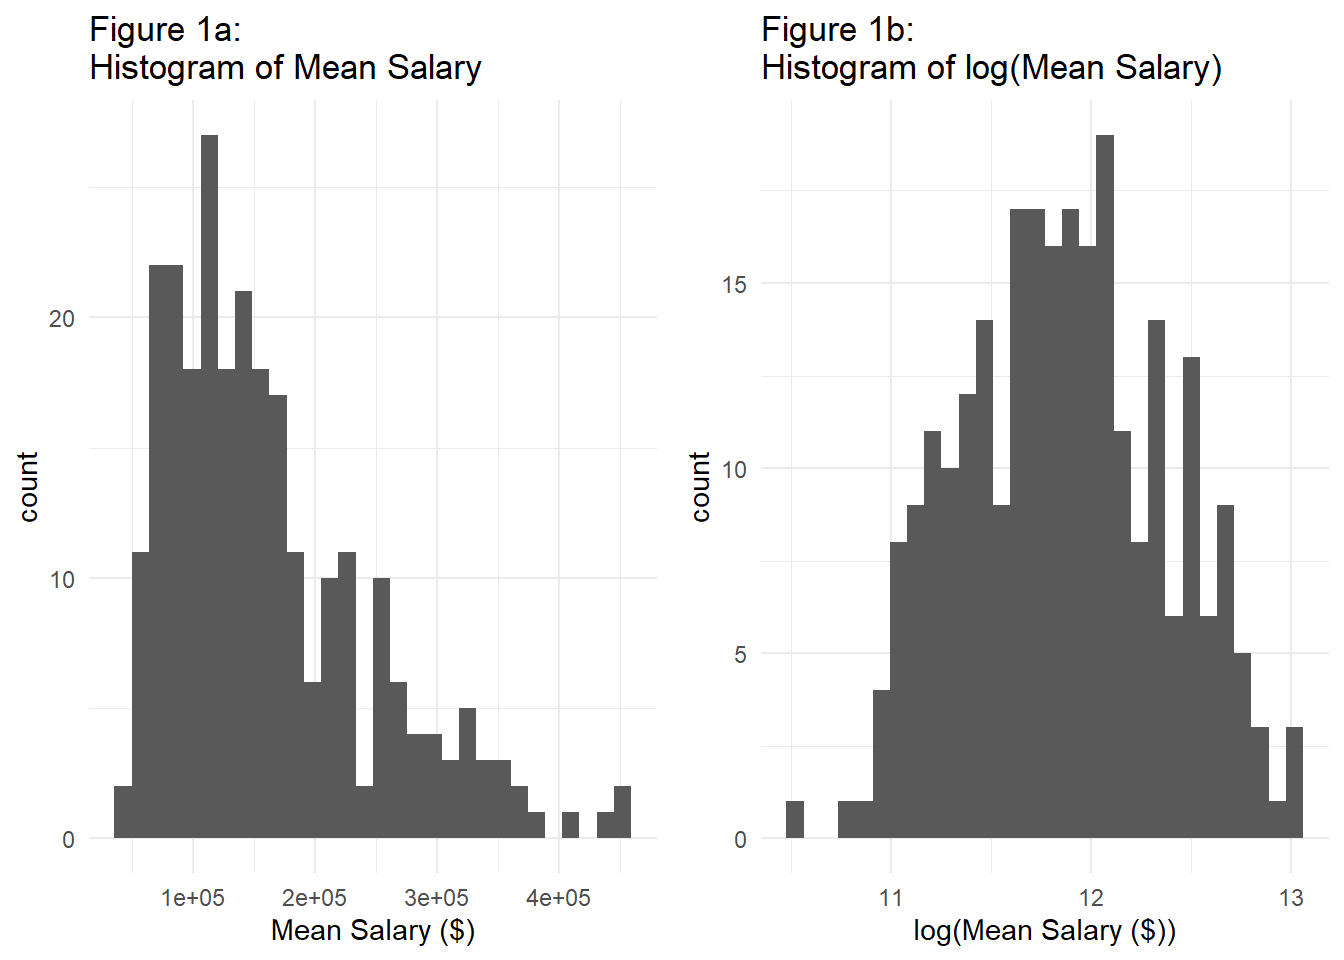 Figure 1a:
Histogram of Mean Salary
count
20
10
0
1e+05 2e+05 3e+05 4e+05
Mean Salary ($)
Figure 1b:
Histogram of log(Mean Salary)
count
15
10
5
0
11 12 13
log(Mean Salary ($))